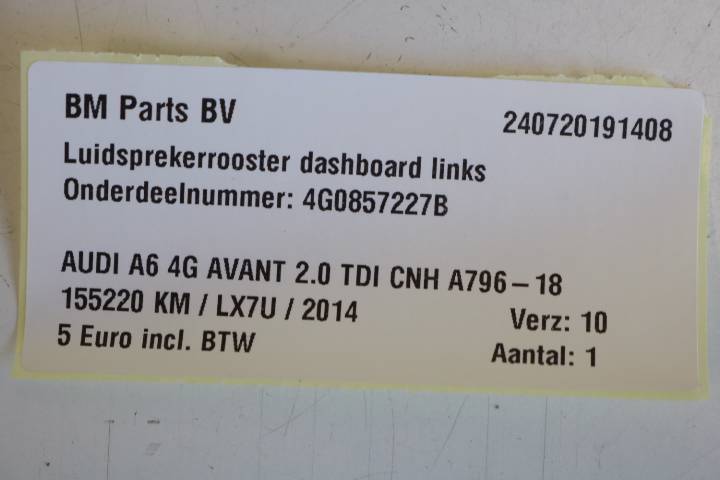 BM Parts BV
240720191408
Luidsprekerrooster dashboard links
Onderdeelnummer: 4G0857227B
AUDI A6 4G AVANT 2.0 TDI CNH A796 – 18
155220 KM / LX7U / 2014
Verz: 10
5 Euro incl. BTW
Aantal: 1